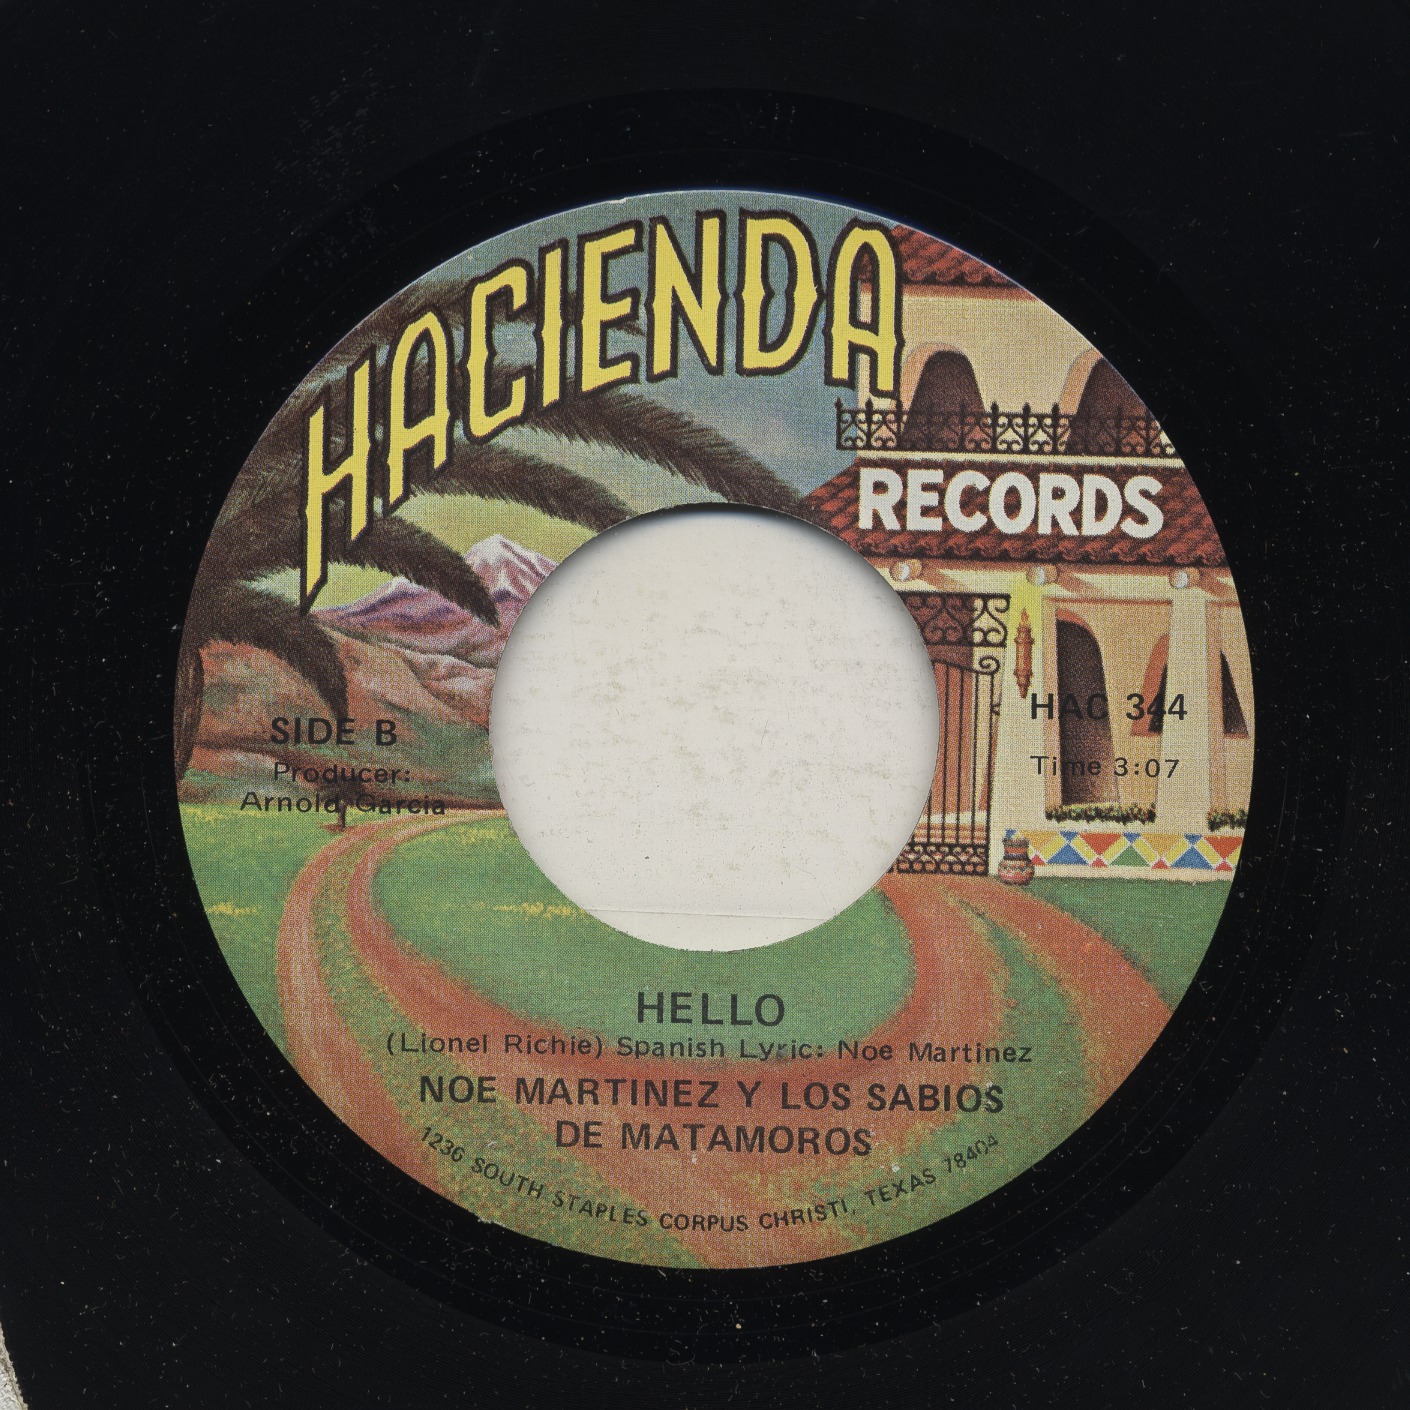 HACIENDA
RECORDS
SIDE B
Producer:
Arnold Garcia
HAC 344
Time 3:07
HELLO
(Lionel Richie) Spanish Lyric: Noe Martinez
NOE MARTINEZ Y LOS SABIOS
DE MATAMOROS
1236 SOUTH STAPLES CORPUS CHRISTI, TEXAS 78404